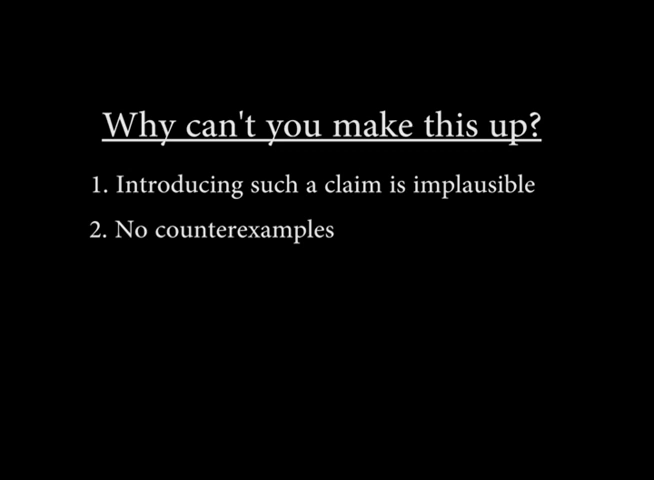 Why can't you make this up?
1. Introducing such a claim is implausible
2. No counterexamples